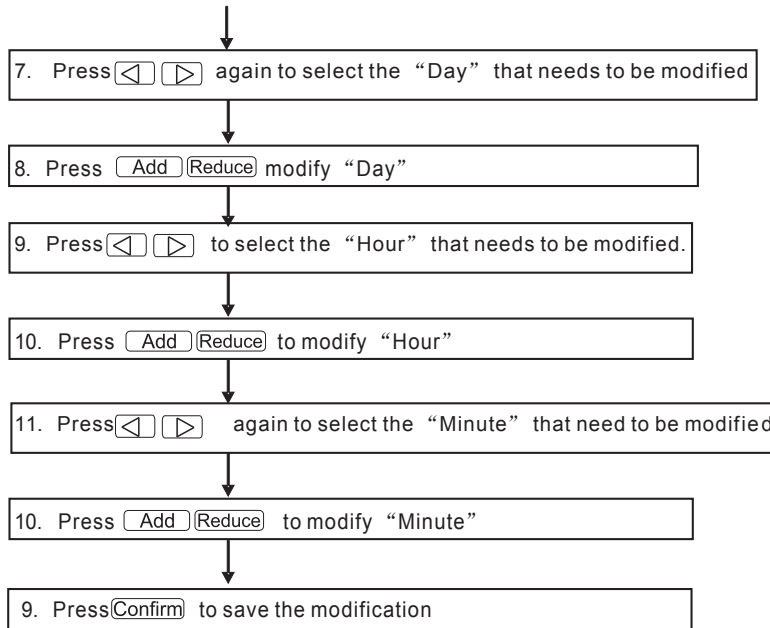 7. Press ◁ ▷ again to select the “Day” that needs to be modified
8. Press Add Reduce modify “Day”
9. Press ◁ ▷ to select the “Hour” that needs to be modified.
10. Press Add Reduce to modify “Hour”
11. Press ◁ ▷ again to select the “Minute” that need to be modified
10. Press Add Reduce to modify “Minute”
9. Press Confirm to save the modification